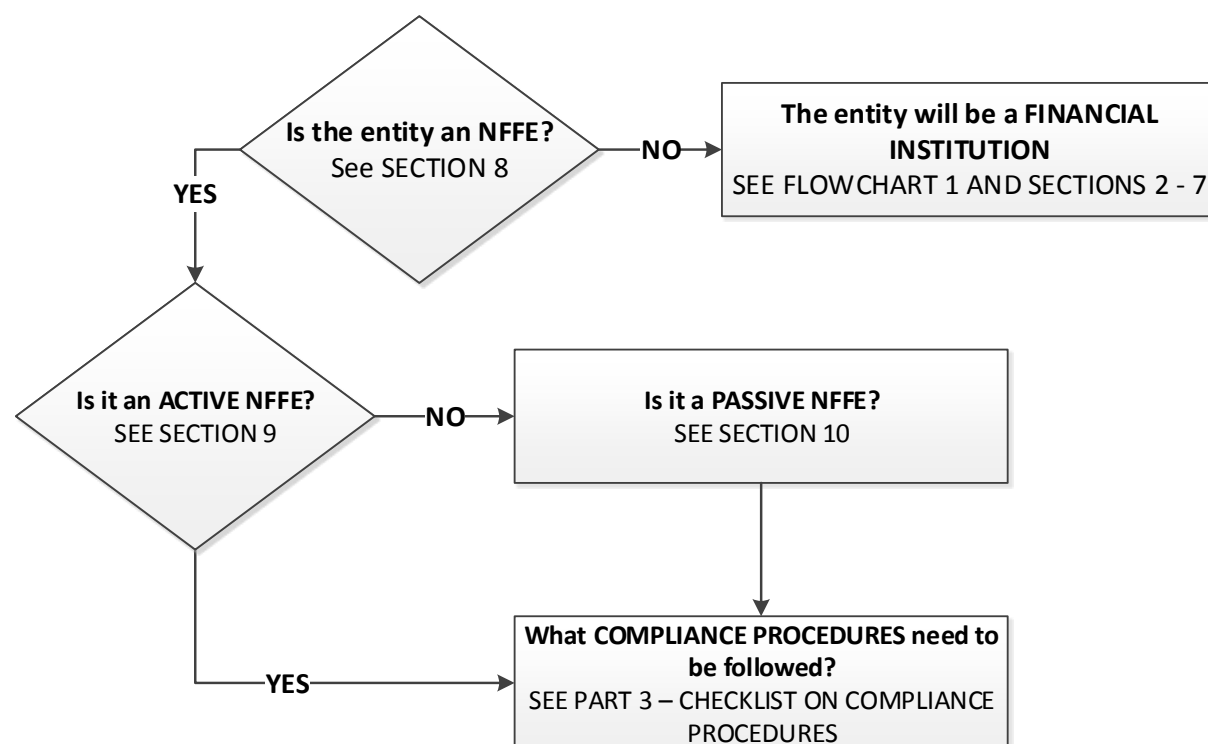 Is the entity an NFFE?
See SECTION 8
NO
The entity will be a FINANCIAL
INSTITUTION
SEE FLOWCHART 1 AND SECTIONS 2 - 7
YES
Is it an ACTIVE NFFE?
SEE SECTION 9
NO
Is it a PASSIVE NFFE?
SEE SECTION 10
YES
What COMPLIANCE PROCEDURES need to
be followed?
SEE PART 3 – CHECKLIST ON COMPLIANCE
PROCEDURES